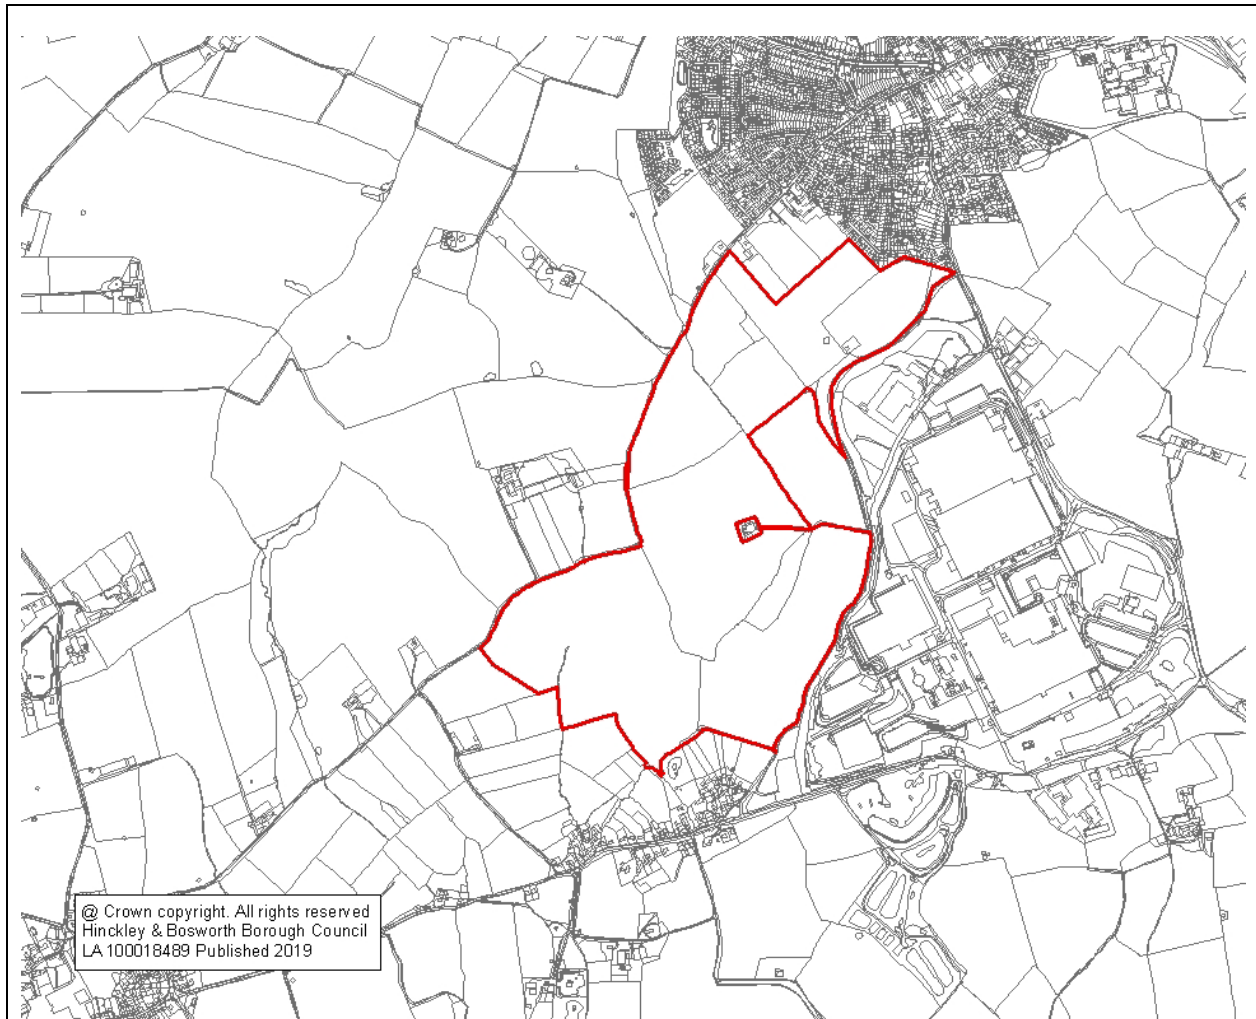 @ Crown copyright. All rights reserved
Hinckley & Bosworth Borough Council
LA 100018489 Published 2019